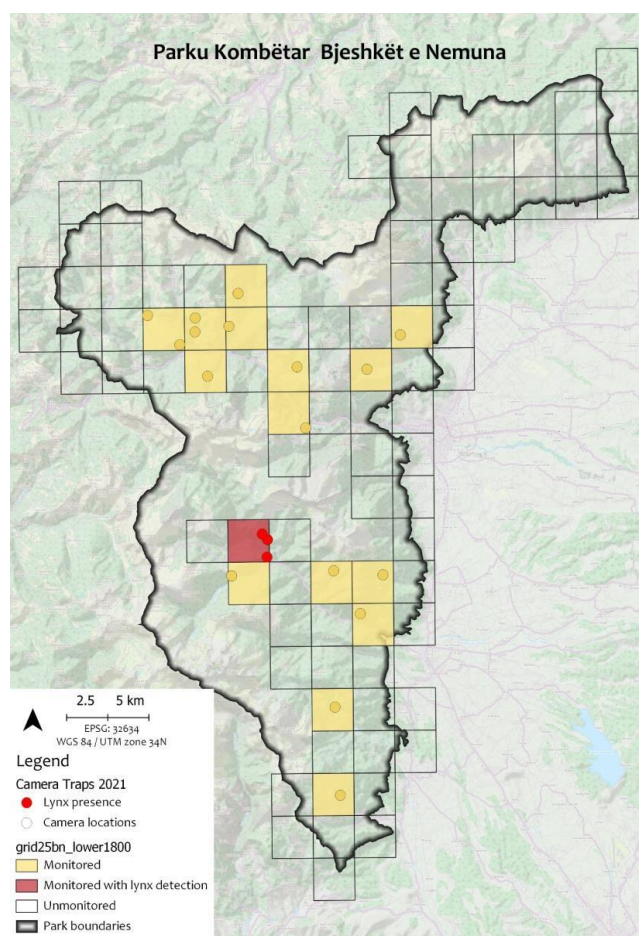 Parku Kombëtar Bjeshkët e Nemuna
2.5 5 km
EPSG: 32634
WGS 84 / UTM zone 34N
Legend
Camera Traps 2021
Lynx presence
Camera locations
grid25bn_lower1800
Monitored
Monitored with lynx detection
Unmonitored
Park boundaries